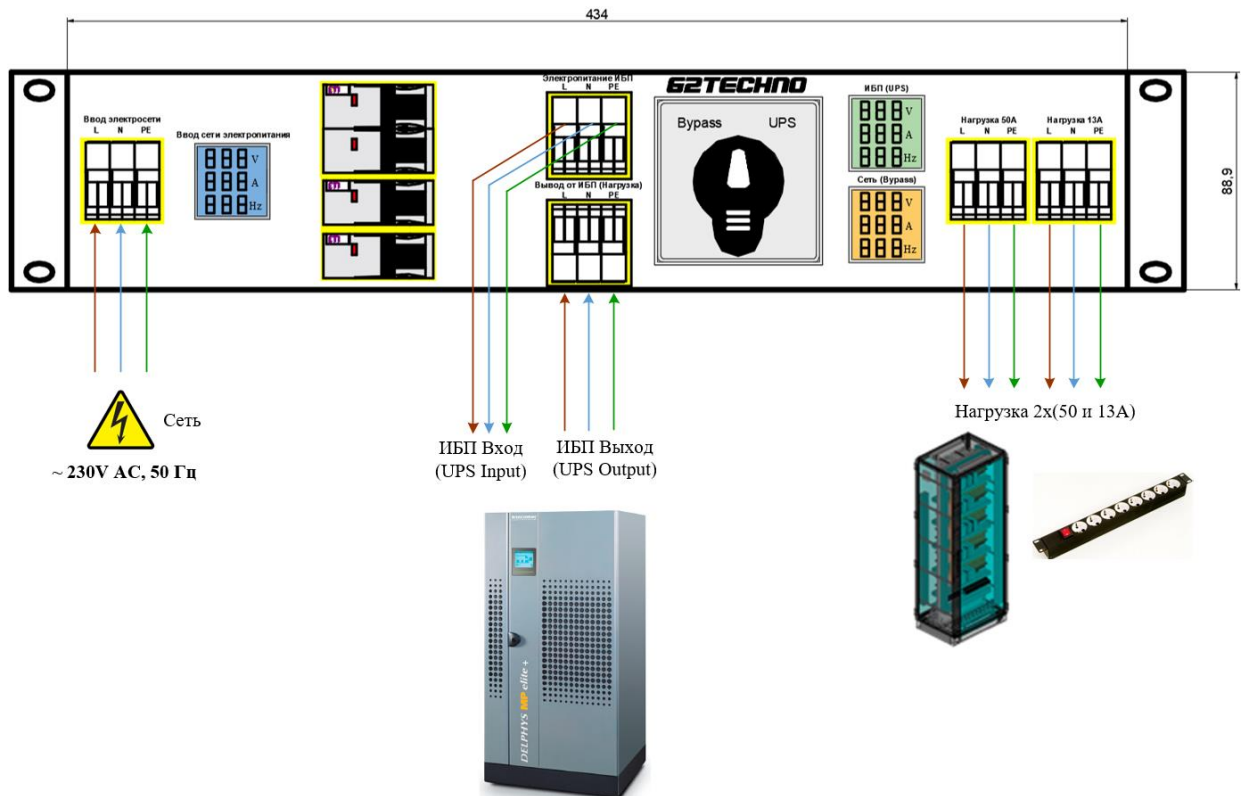 434
Ввод электросети
L N PE
Ввод сети электропитания
V
A
Hz
Электропитание ИБП
L N PE
Вывод от ИБП (Нагрузка)
L N PE
G2TECHNO
Bypass UPS
ИБП (UPS)
V
A
Hz
Сеть (Bypass)
V
A
Hz
Нагрузка 50А Нагрузка 13А
L N PE L N PE
88,9
Сеть
~ 230V AC, 50 Гц
ИБП Вход
(UPS Input)
ИБП Выход
(UPS Output)
Нагрузка 2x(50 и 13А)
DELPHYS MP elite +